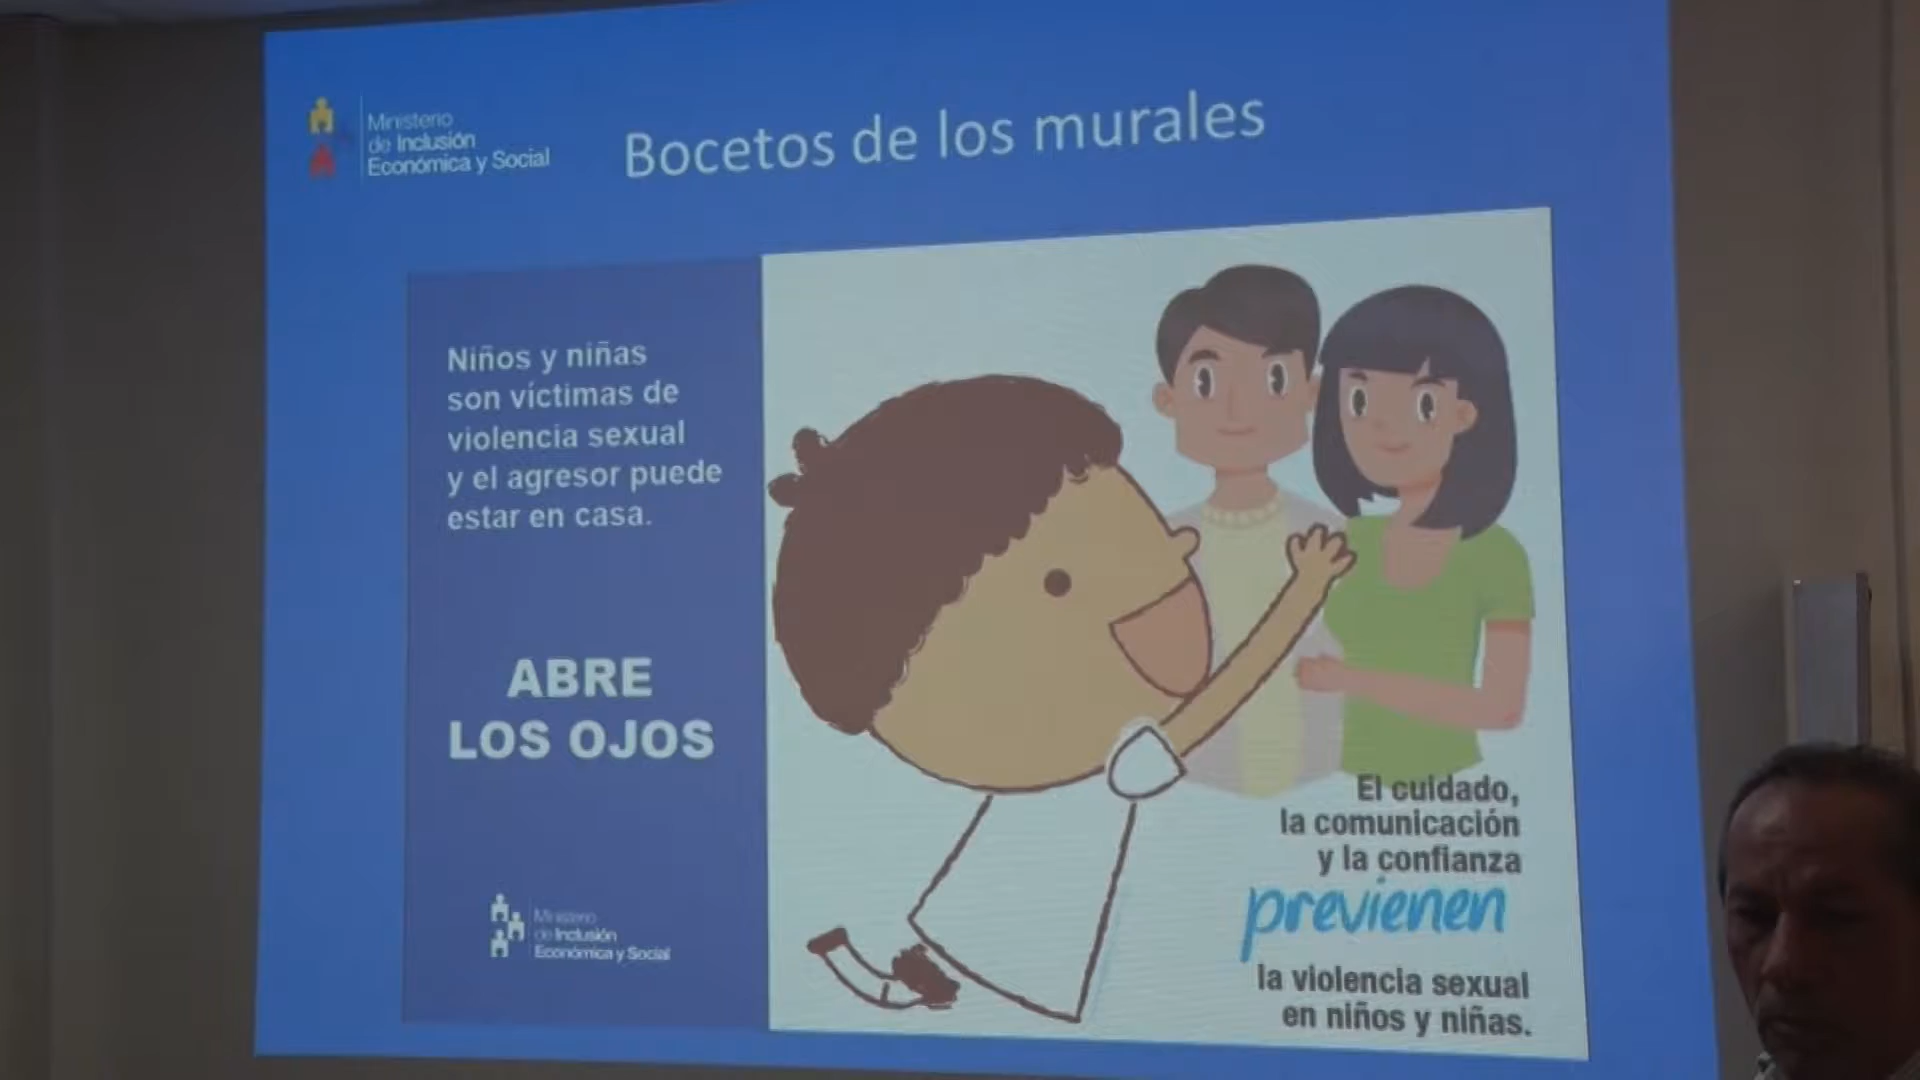 Ministerio
de Inclusión
Económica y Social
Bocetos de los murales
Niños y niñas
son víctimas de
violencia sexual
y el agresor puede
estar en casa.
ABRE
LOS OJOS
Ministerio
de Inclusión
Económica y Social
El cuidado,
la comunicación
y la confianza
previenen
la violencia sexual
en niños y niñas.